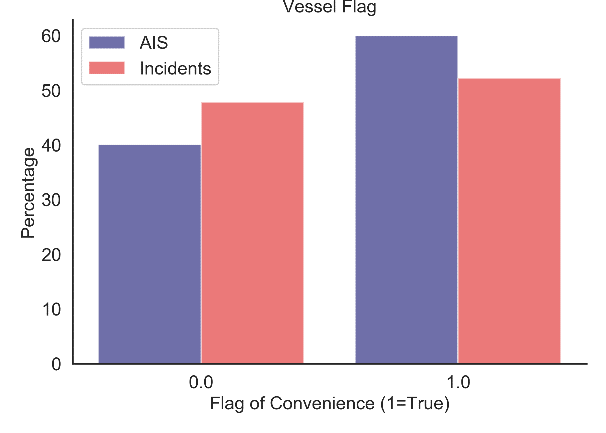 Vessel Flag
AIS
Incidents
60
50
40
30
20
10
0
Percentage
0.0 1.0
Flag of Convenience (1=True)